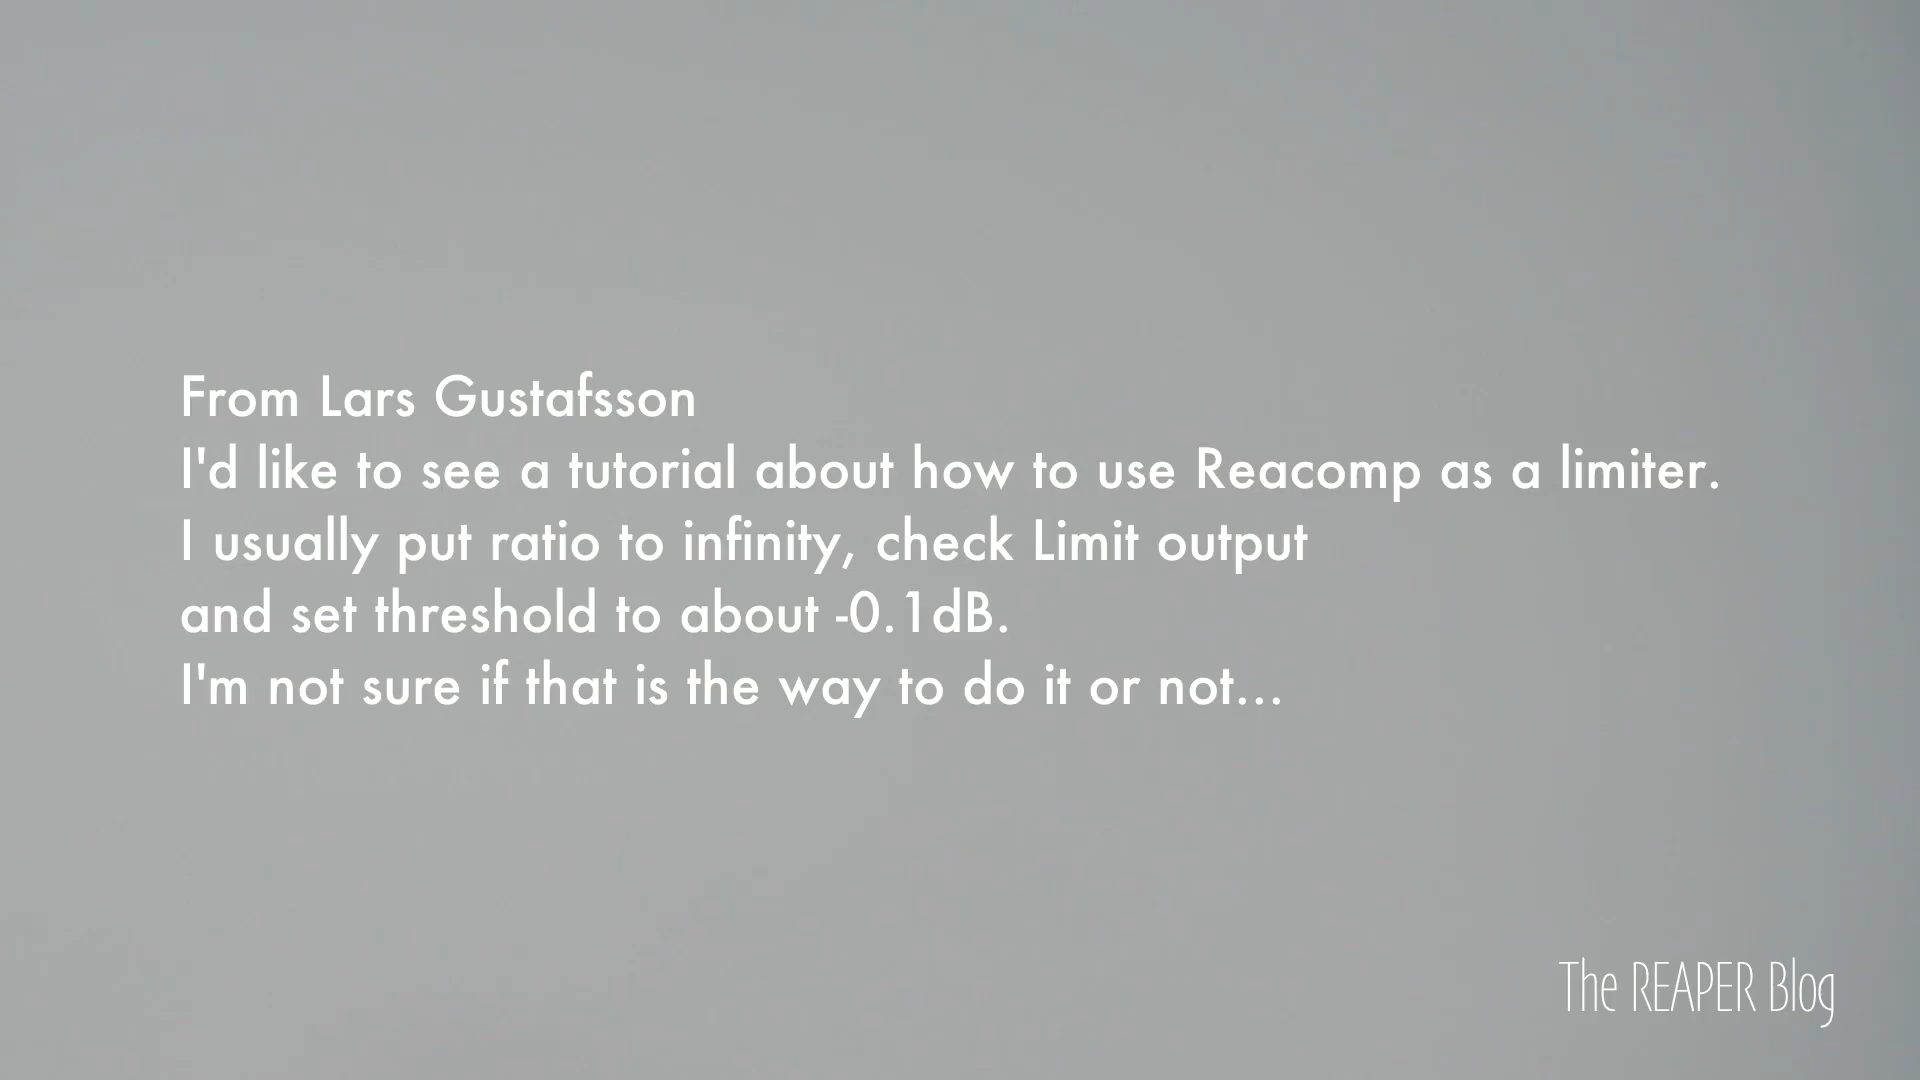 From Lars Gustafsson
I'd like to see a tutorial about how to use Reacomp as a limiter.
I usually put ratio to infinity, check Limit output
and set threshold to about -0.1dB.
I'm not sure if that is the way to do it or not...
The REAPER Blog